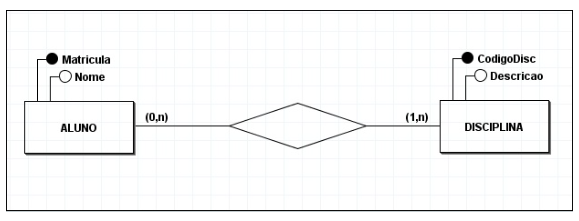 Matricula
Nome
ALUNO
(0,n)
(1,n)
CodigoDisc
Descricao
DISCIPLINA